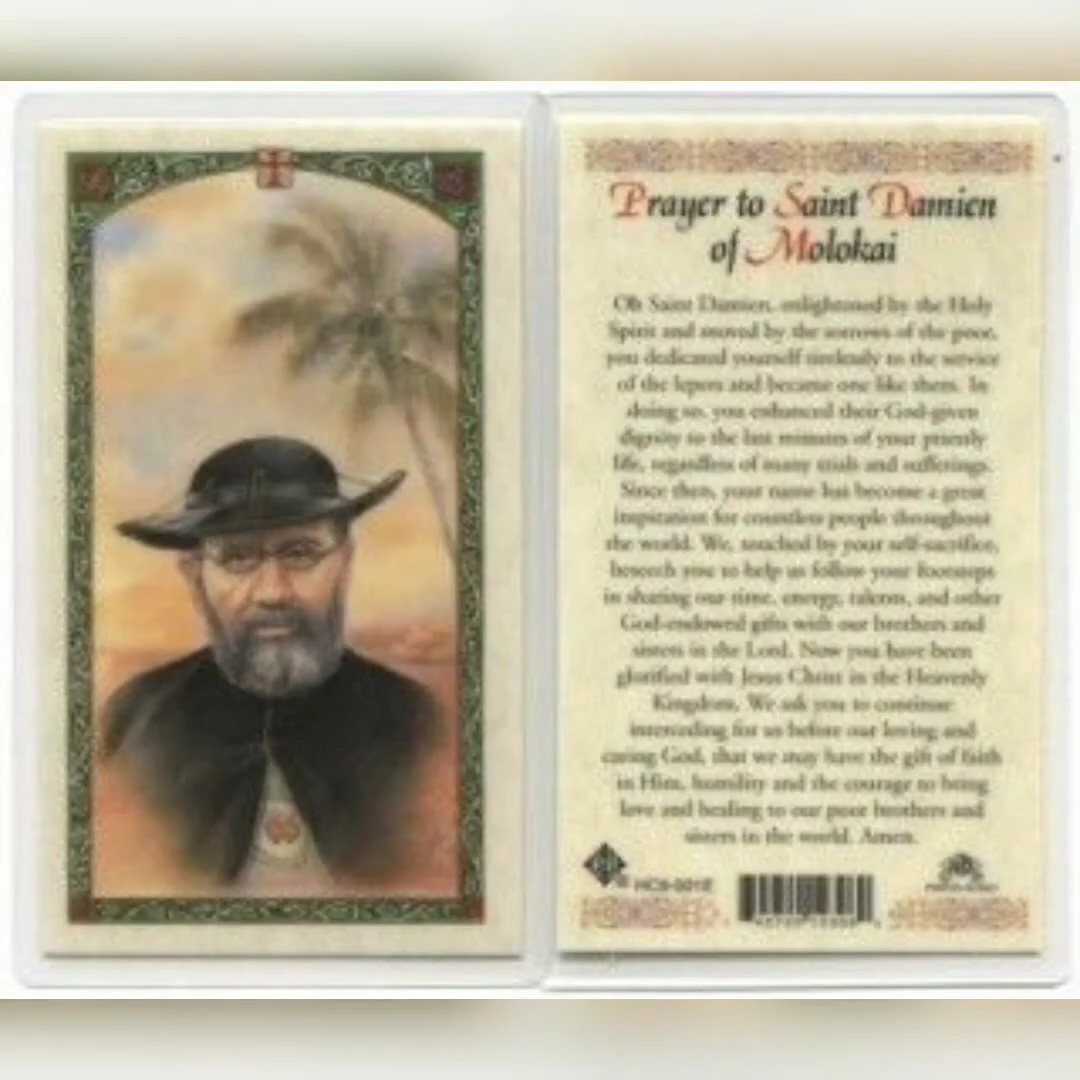 Prayer to Saint Damien
of Molokai
Oh Saint Damien, enlightened by the Holy
Spirit and moved by the sorrows of the poor,
you dedicated yourself tirelessly to the service
of the lepers and became one like them. In
doing so, you enhanced their God-given
dignity to the last minutes of your priestly
life, regardless of many trials and sufferings.
Since then, your name has become a great
inspiration for countless people throughout
the world. We, touched by your self-sacrifice,
beseech you to help us follow your footsteps
in sharing our time, energy, talents, and other
God-endowed gifts with our brothers and
sisters in the Lord. Now you have been
glorified with Jesus Christ in the Heavenly
Kingdom. We ask you to continue
interceding for us before our loving and
caring God, that we may have the gift of faith
in Him, humility and the courage to bring
love and healing to our poor brothers and
sisters in the world. Amen.